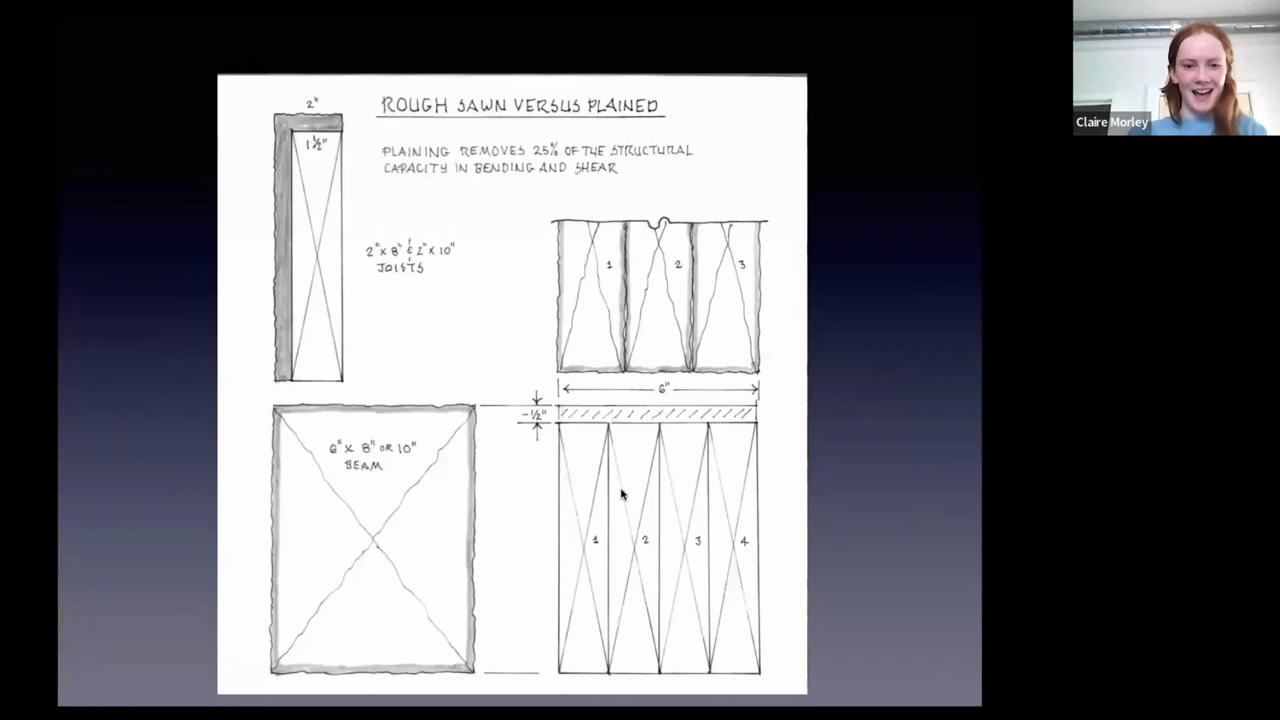 2"
ROUGH SAWN VERSUS PLAINED
1 1/2"
PLAINING REMOVES 25% OF THE STRUCTURAL
CAPACITY IN BENDING AND SHEAR
2" X 8" & 2" X 10"
JOISTS
1 2 3
6"
-1/2"
6" X 8" OR 10"
BEAM
1 2 3 4
Claire Morley